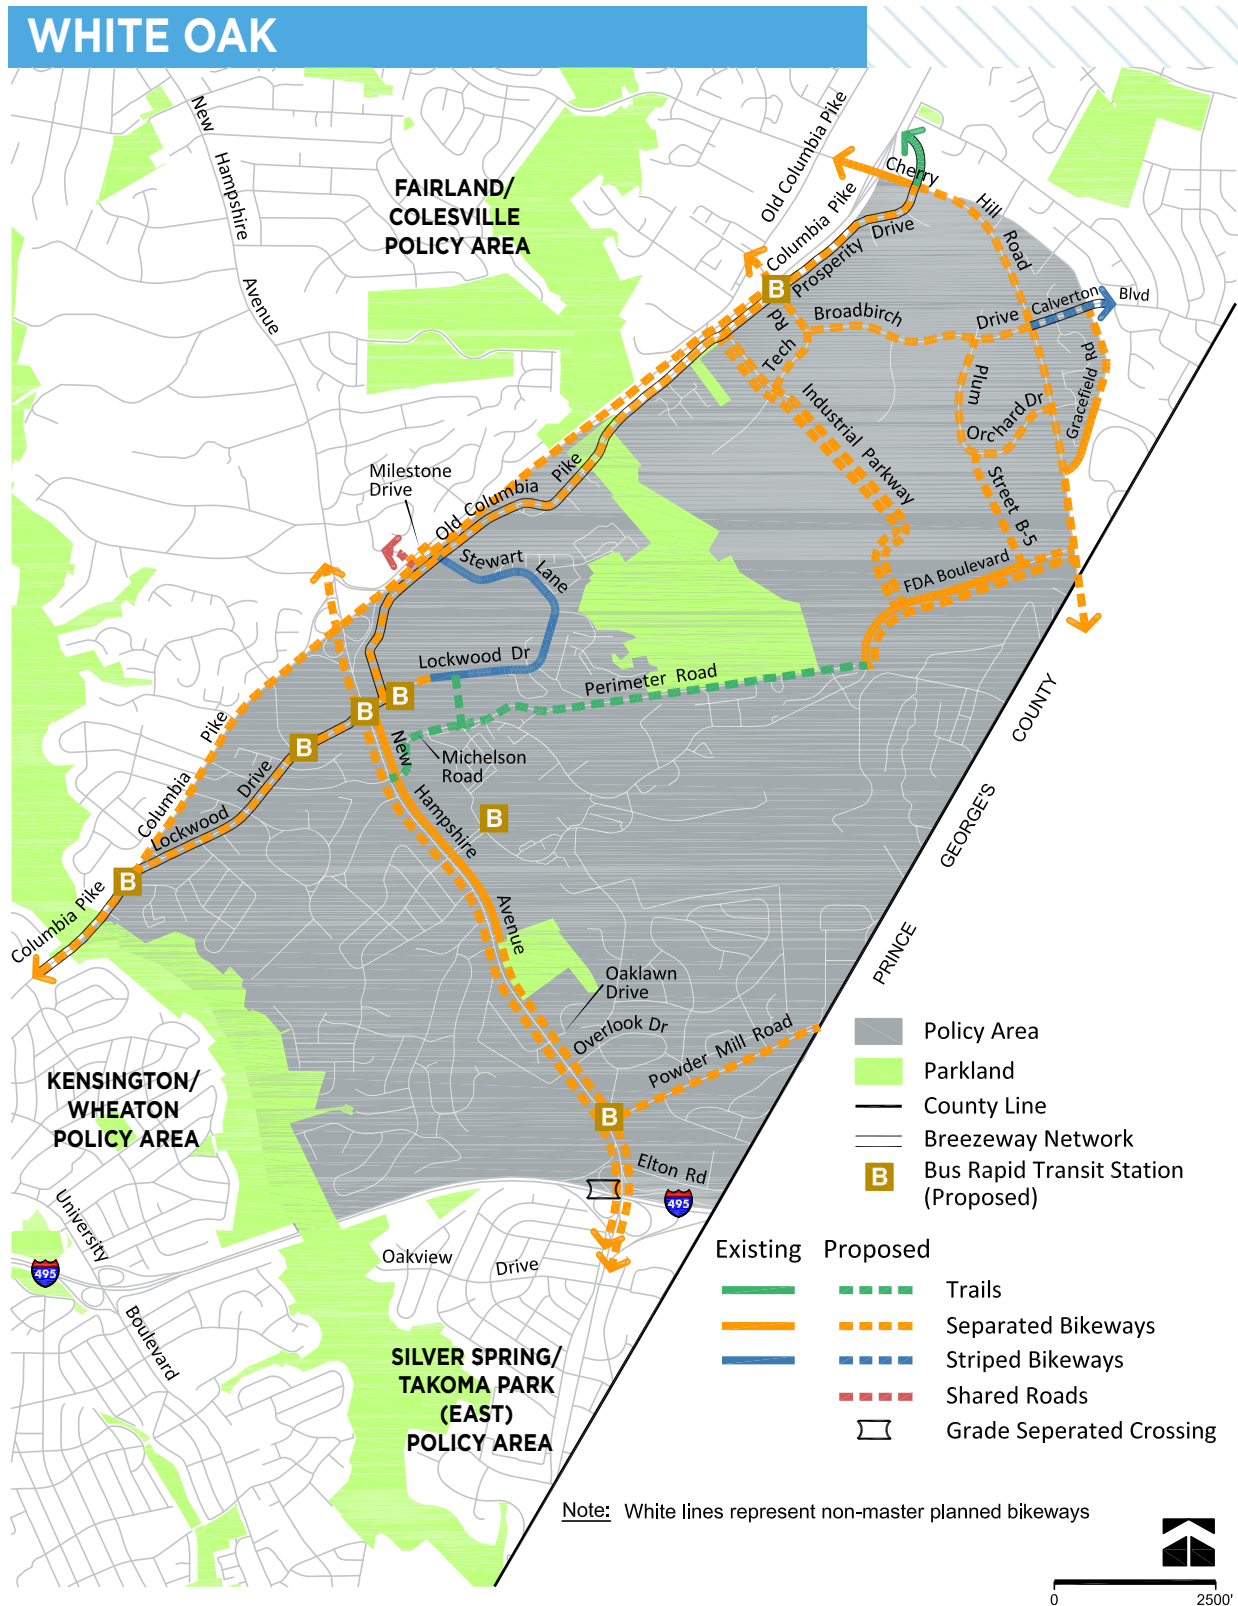 WHITE OAK
New
Hampshire
Avenue
FAIRLAND/
COLESVILLE
POLICY AREA
Old Columbia Pike
Columbia Pike
Cherry
Hill
Road
Prosperity
Drive
B
Rd
Tech
Broadbirch
Drive
Calverton
Blvd
Plum
Orchard Dr
Gracefield
Rd
Industrial Parkway
Street B-5
FDA Boulevard
Milestone
Drive
Old Columbia
Pike
Stewart
Lane
Lockwood Dr
Perimeter Road
B
B
B
New
Michelson
Road
Columbia
Pike
Lockwood
Drive
Hampshire
B
Avenue
B
Columbia Pike
Oaklawn
Drive
Overlook Dr
Powder Mill Road
B
Elton Rd
495
PRINCE
GEORGE'S
COUNTY
KENSINGTON/
WHEATON
POLICY AREA
University
Boulevard
495
Oakview
Drive
SILVER SPRING/
TAKOMA PARK
(EAST)
POLICY AREA
Policy Area
Parkland
County Line
Breezeway Network
B Bus Rapid Transit Station
(Proposed)
Existing Proposed
Trails
Separated Bikeways
Striped Bikeways
Shared Roads
Grade Seperated Crossing
Note: White lines represent non-master planned bikeways
0 2500'